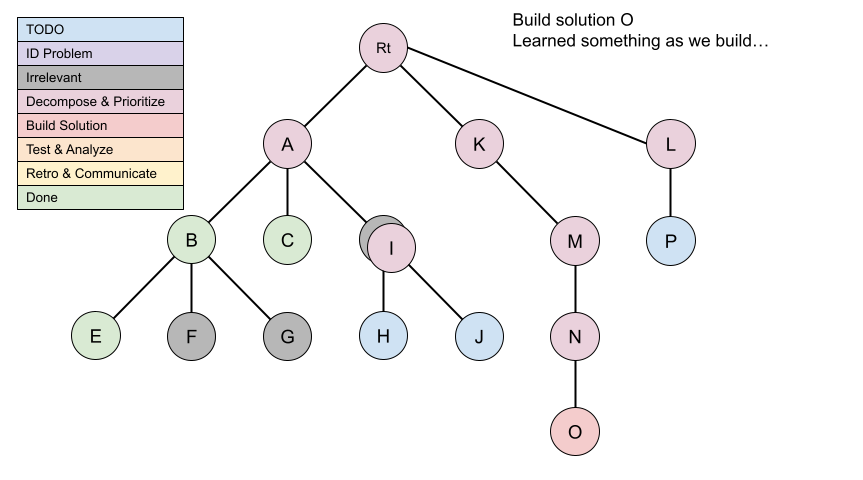 Build solution O
Learned something as we build…
TODO
ID Problem
Irrelevant
Decompose & Prioritize
Build Solution
Test & Analyze
Retro & Communicate
Done
Rt
A
K
L
B
C
I
M
P
E
F
G
H
J
N
O